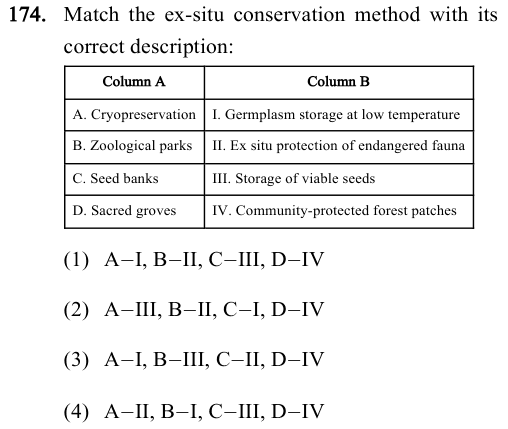 174. Match the ex-situ conservation method with its
correct description:
Column A Column B
A. Cryopreservation I. Germplasm storage at low temperature
B. Zoological parks II. Ex situ protection of endangered fauna
C. Seed banks III. Storage of viable seeds
D. Sacred groves IV. Community-protected forest patches
(1) A–I, B–II, C–III, D–IV
(2) A–III, B–II, C–I, D–IV
(3) A–I, B–III, C–II, D–IV
(4) A–II, B–I, C–III, D–IV